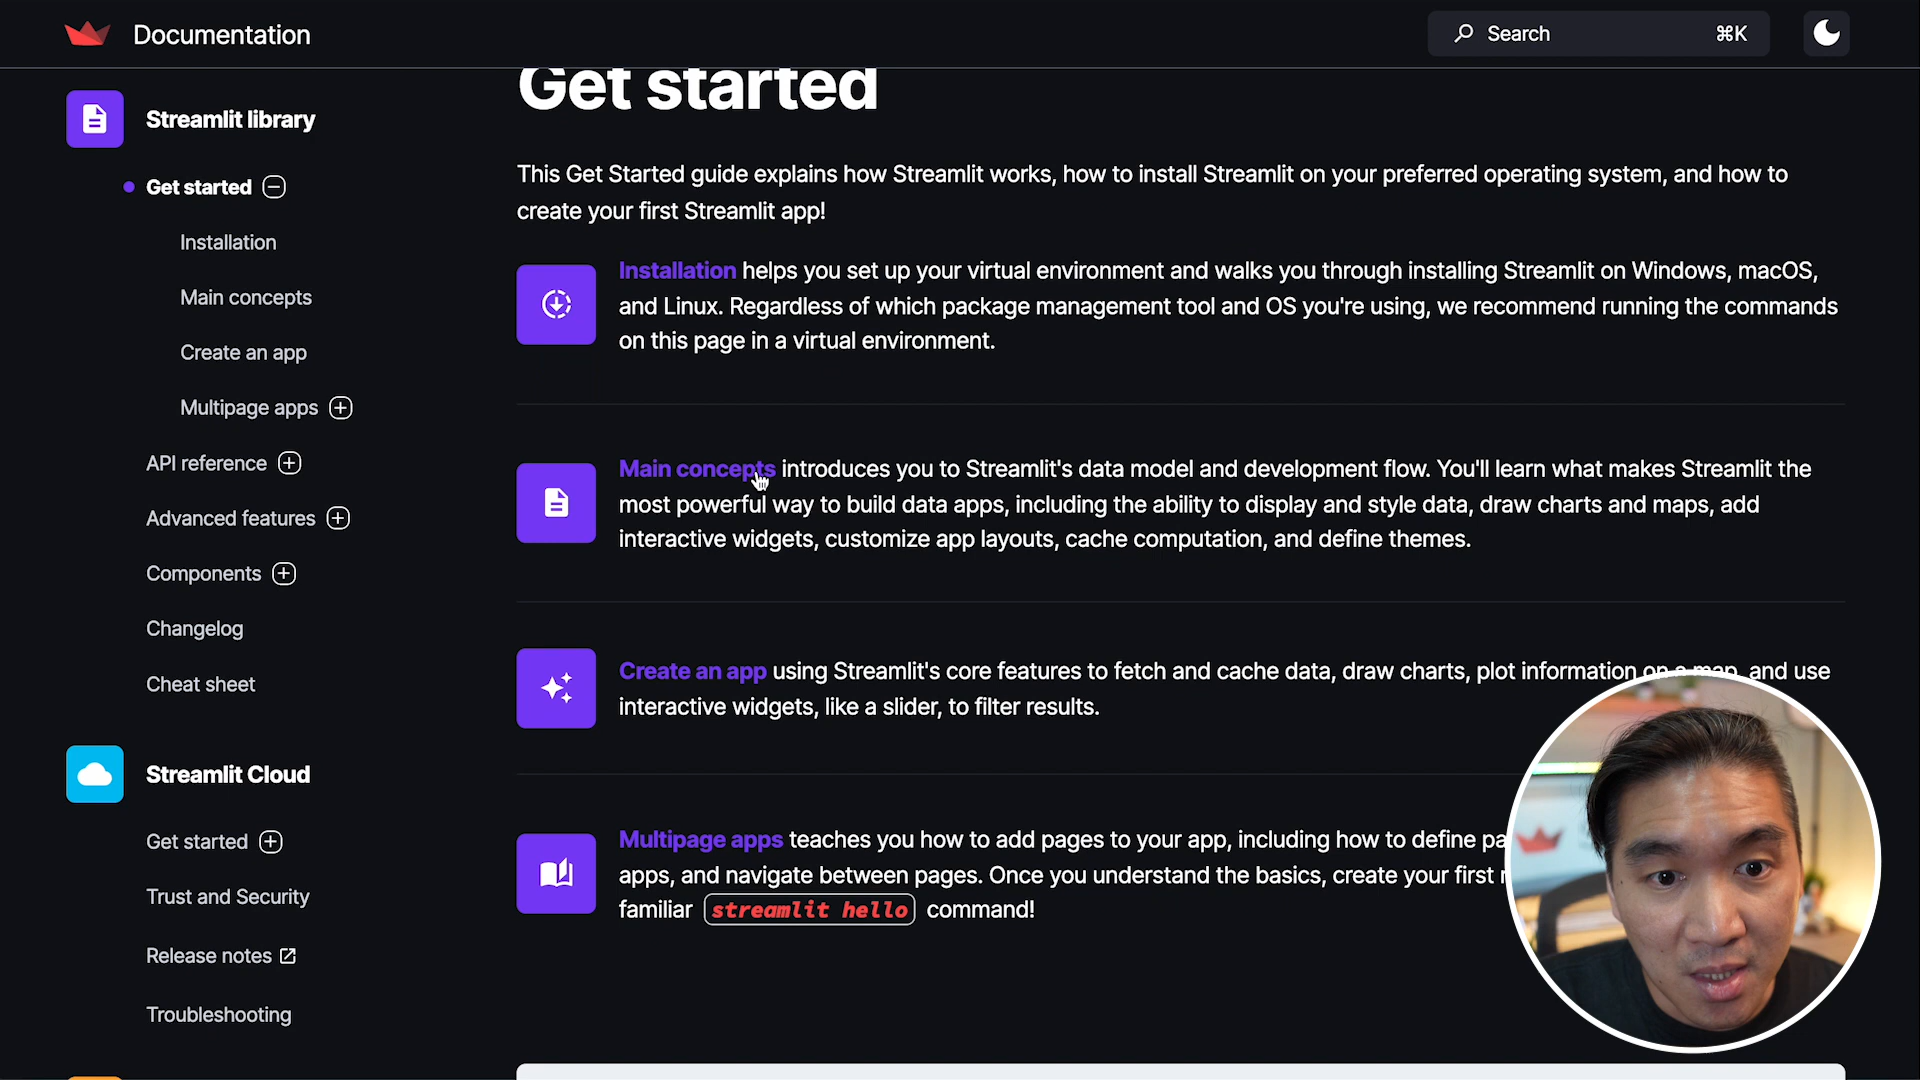 Documentation
Search
⌘K
Streamlit library
Get started
Installation
Main concepts
Create an app
Multipage apps
API reference
Advanced features
Components
Changelog
Cheat sheet
Streamlit Cloud
Get started
Trust and Security
Release notes
Troubleshooting
Get started
This Get Started guide explains how Streamlit works, how to install Streamlit on your preferred operating system, and how to
create your first Streamlit app!
Installation helps you set up your virtual environment and walks you through installing Streamlit on Windows, macOS,
and Linux. Regardless of which package management tool and OS you're using, we recommend running the commands
on this page in a virtual environment.
Main concepts introduces you to Streamlit's data model and development flow. You'll learn what makes Streamlit the
most powerful way to build data apps, including the ability to display and style data, draw charts and maps, add
interactive widgets, customize app layouts, cache computation, and define themes.
Create an app using Streamlit's core features to fetch and cache data, draw charts, plot information on a map, and use
interactive widgets, like a slider, to filter results.
Multipage apps teaches you how to add pages to your app, including how to define
apps, and navigate between pages. Once you understand the basics, create your first
familiar streamlit hello command!